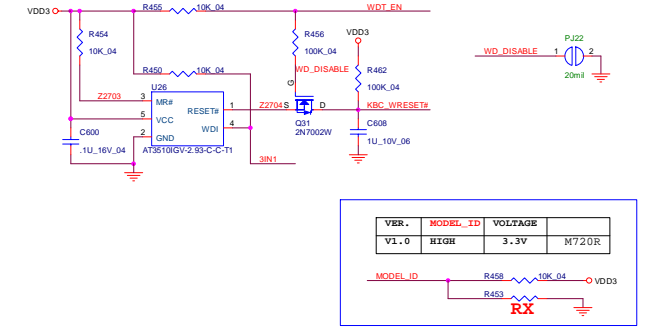 VDD3 R455 10K_04 WDT_EN
R454
10K_04
R456
100K_04
VDD3
PJ22
WD_DISABLE 1 2
20mil
R450 10K_04
WD_DISABLE
R462
100K_04
U26
G
Z2703 3 MR# RESET# 1 Z2704 S D KBC_WRESET#
5 VCC
WDI 4
2 GND
Q31
2N7002W
C600
.1U_16V_04
C608
1U_10V_06
AT3510IGV-2.93-C-C-T1
3IN1
VER. MODEL_ID VOLTAGE
V1.0 HIGH 3.3V M720R
MODEL_ID R458 10K_04 VDD3
R453
RX